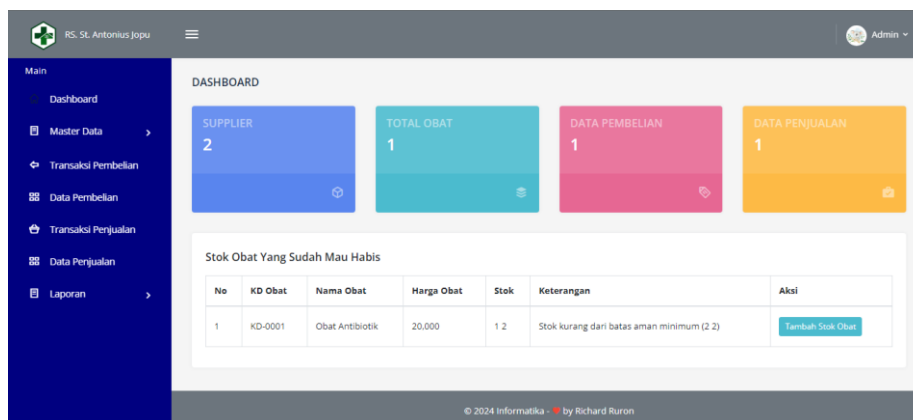 RS. St. Antonius Jopu
Admin
Main
Dashboard
Master Data
Transaksi Pembelian
Data Pembelian
Transaksi Penjualan
Data Penjualan
Laporan
DASHBOARD
SUPPLIER
2
TOTAL OBAT
1
DATA PEMBELIAN
1
DATA PENJUALAN
1
Stok Obat Yang Sudah Mau Habis
No KD Obat Nama Obat Harga Obat Stok Keterangan Aksi
1 KD-0001 Obat Antibiotik 20,000 1 2 Stok kurang dari batas aman minimum (2 2) Tambah Stok Obat
© 2024 Informatika - by Richard Ruron